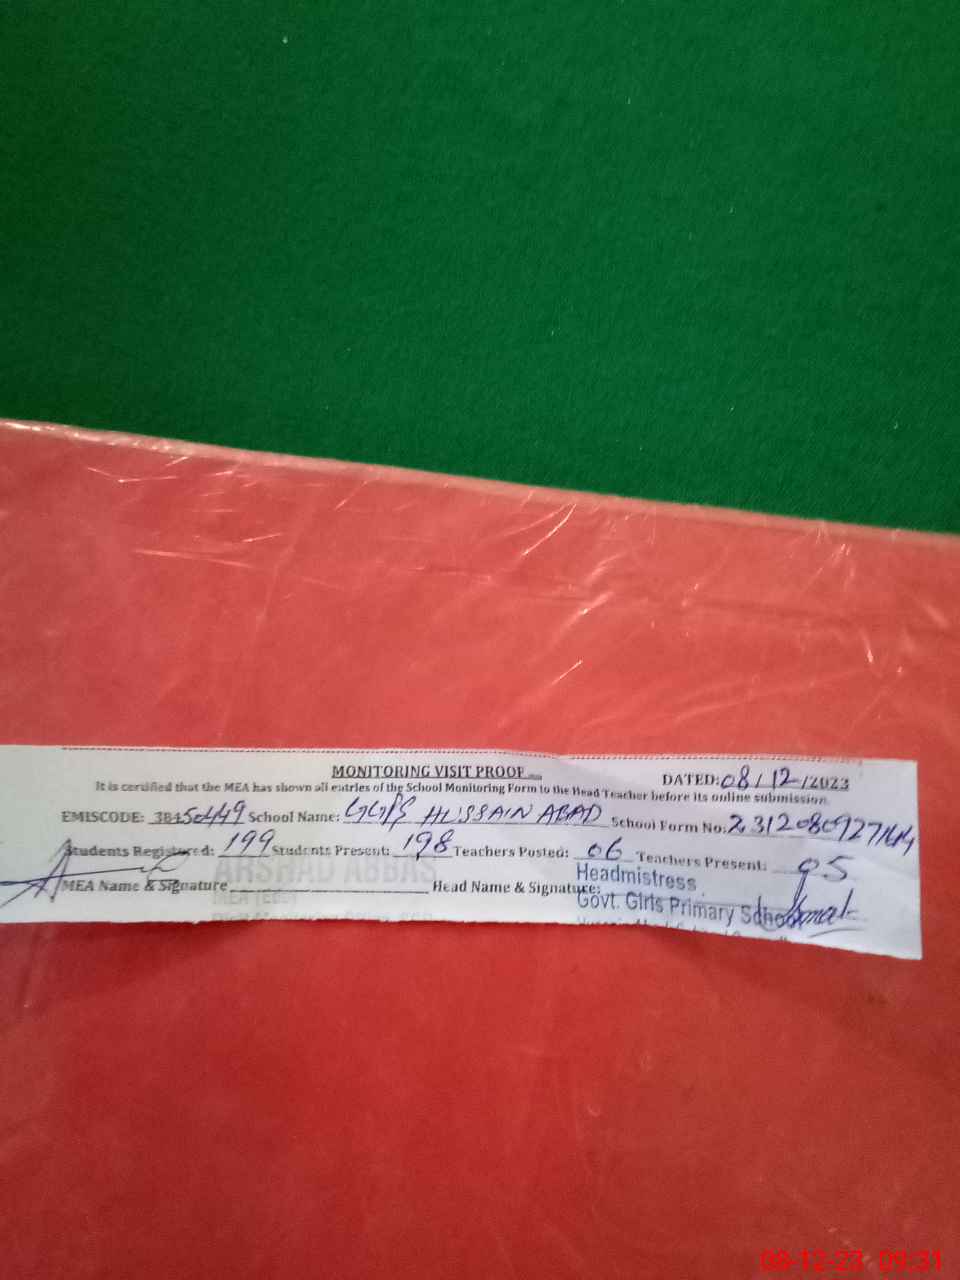 MONITORING VISIT PROOF
DATED: 08/12/2023
It is certified that the MEA has shown all entries of the School Monitoring Form to the Head Teacher before its online submission.
EMISCODE: 38450449 School Name: GGPS HUSSAIN ABAD School Form No:
Students Registered: 199 Students Present: 198 Teachers Posted: 06 Teachers Present: 05
ARSHAD ABBAS
MEA Name & Signature Head Name & Signature:
Headmistress
Govt. Girls Primary School
08-12-23 09:31